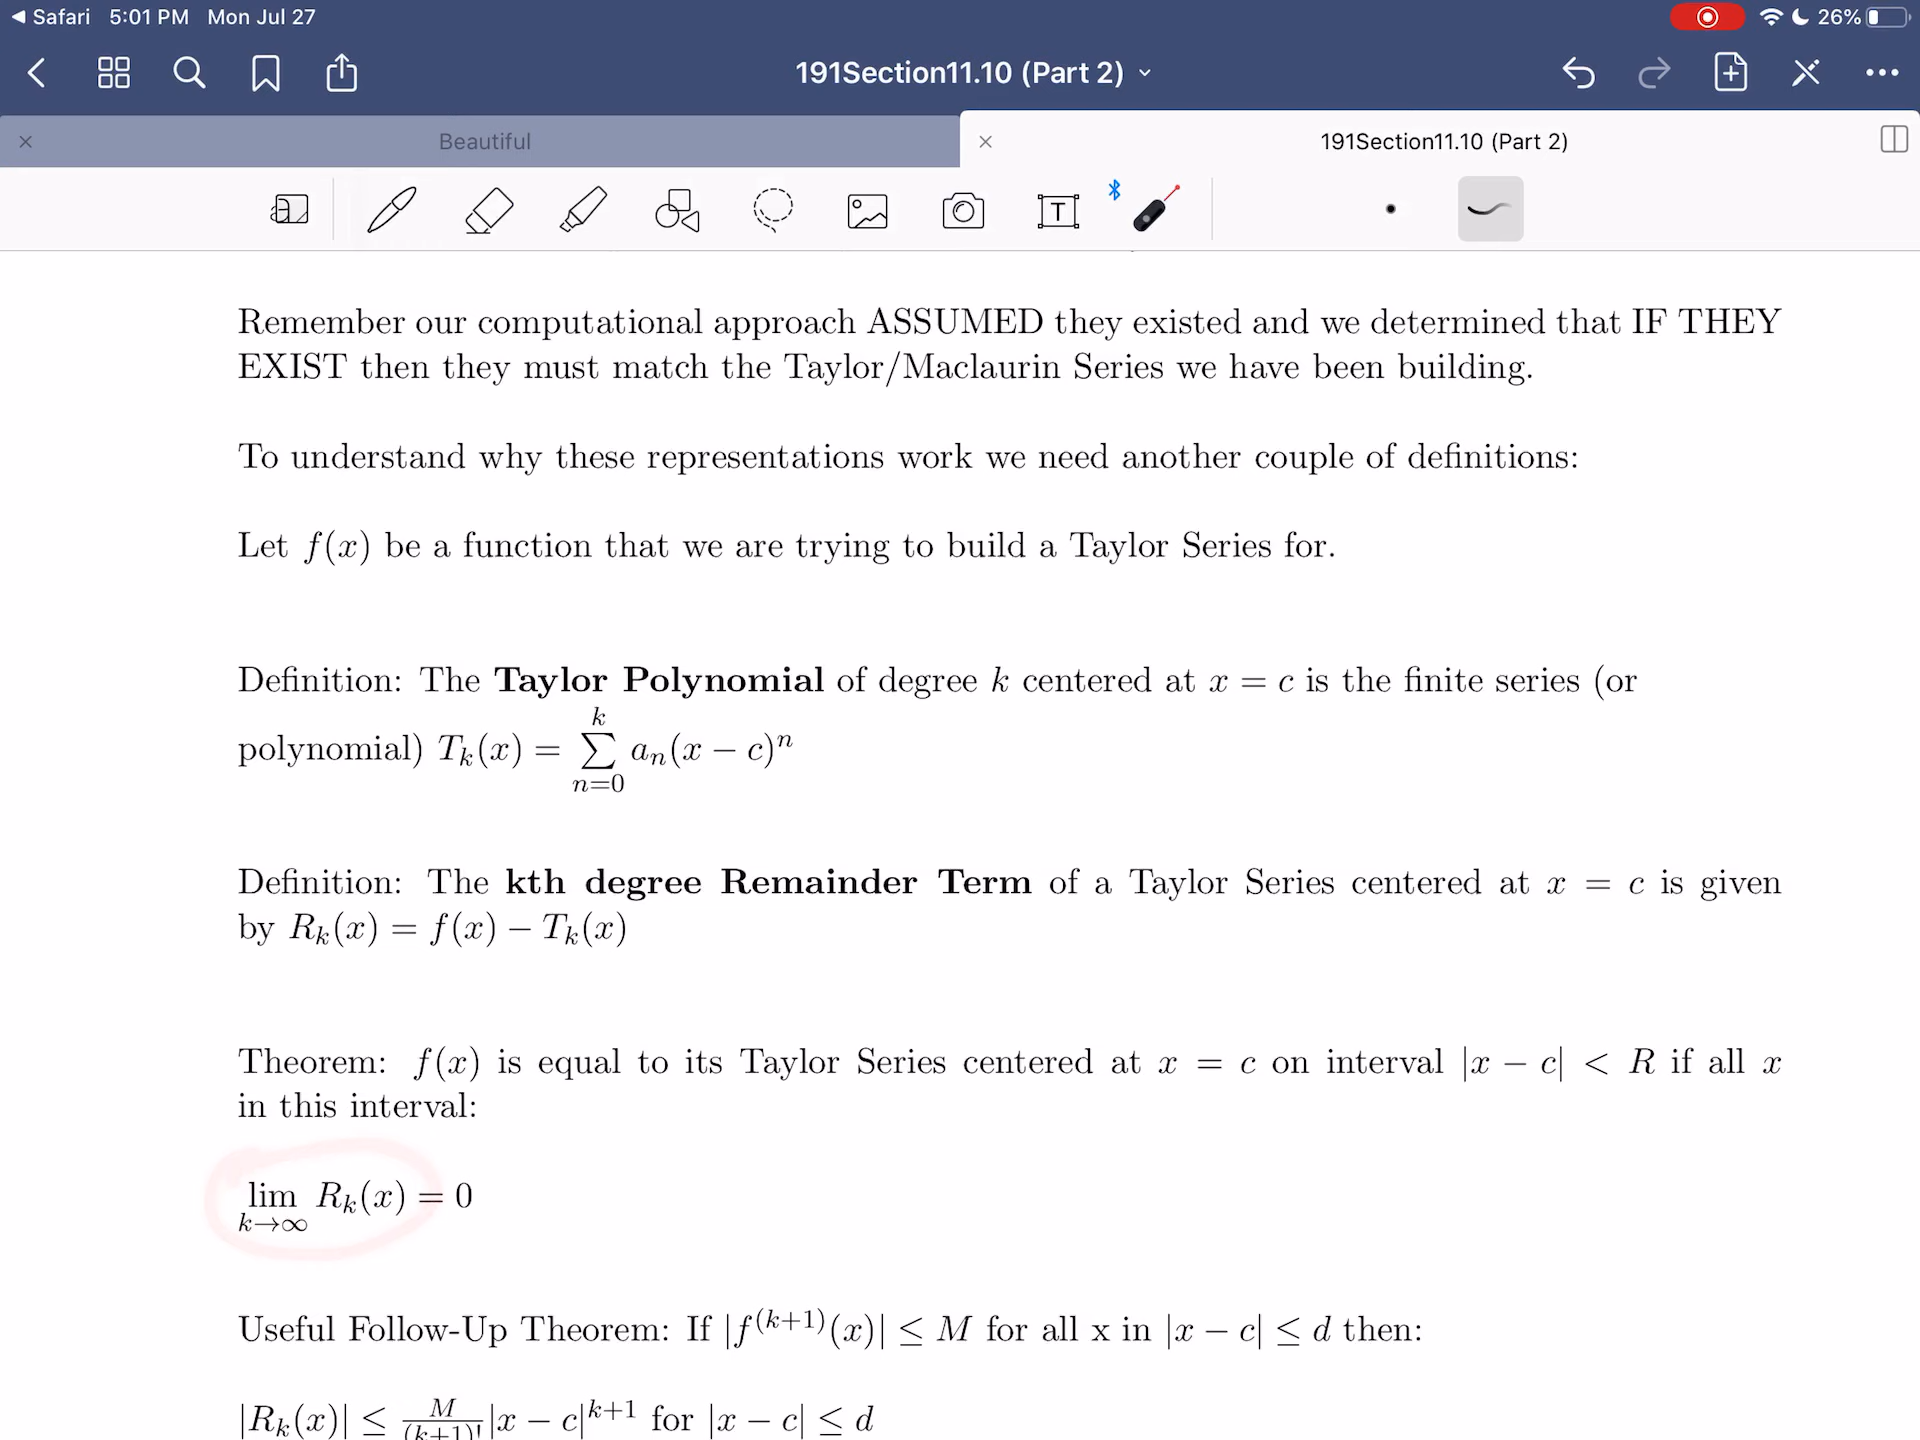 Safari 5:01 PM Mon Jul 27 26%
191Section11.10 (Part 2)
Beautiful 191Section11.10 (Part 2)
a T
Remember our computational approach ASSUMED they existed and we determined that IF THEY
EXIST then they must match the Taylor/Maclaurin Series we have been building.
To understand why these representations work we need another couple of definitions:
Let f(x) be a function that we are trying to build a Taylor Series for.
Definition: The Taylor Polynomial of degree k centered at x = c is the finite series (or
polynomial) T_k(x) = \sum_{n=0}^{k} a_n(x − c)^n
Definition: The kth degree Remainder Term of a Taylor Series centered at x = c is given
by R_k(x) = f(x) − T_k(x)
Theorem: f(x) is equal to its Taylor Series centered at x = c on interval |x − c| < R if all x
in this interval:
\lim_{k→∞} R_k(x) = 0
Useful Follow-Up Theorem: If |f^{(k+1)}(x)| ≤ M for all x in |x − c| ≤ d then:
|R_k(x)| ≤ \frac{M}{(k+1)!}|x − c|^{k+1} for |x − c| ≤ d